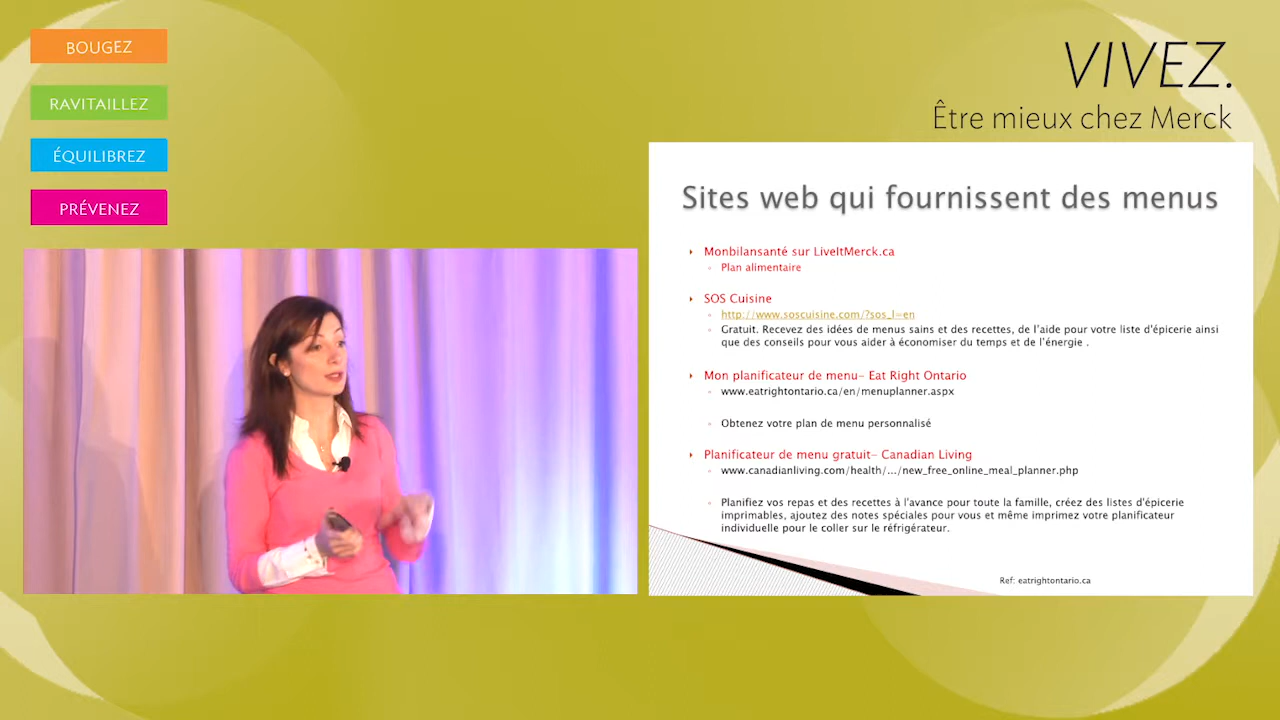 BOUGEZ
RAVITAILLEZ
ÉQUILIBREZ
PRÉVENEZ
VIVEZ.
Être mieux chez Merck
Sites web qui fournissent des menus
Monbilansanté sur LiveItMerck.ca
Plan alimentaire
SOS Cuisine
http://www.soscuisine.com/?sos_l=en
Gratuit. Recevez des idées de menus sains et des recettes, de l'aide pour votre liste d'épicerie ainsi
que des conseils pour vous aider à économiser du temps et de l'énergie .
Mon planificateur de menu– Eat Right Ontario
www.eatrightontario.ca/en/menuplanner.aspx
Obtenez votre plan de menu personnalisé
Planificateur de menu gratuit– Canadian Living
www.canadianliving.com/health/.../new_free_online_meal_planner.php
Planifiez vos repas et des recettes à l'avance pour toute la famille, créez des listes d'épicerie
imprimables, ajoutez des notes spéciales pour vous et même imprimez votre planificateur
individuelle pour le coller sur le réfrigérateur.
Ref: eatrightontario.ca